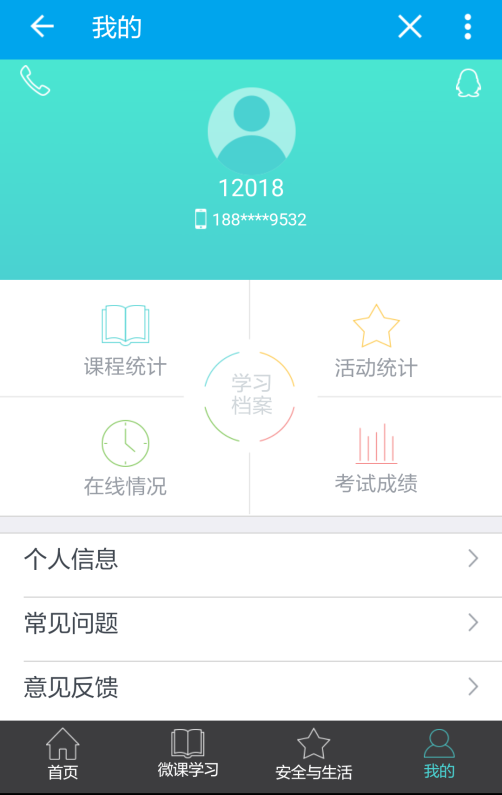 我的
12018
188****9532
课程统计
活动统计
学习
档案
在线情况
考试成绩
个人信息
常见问题
意见反馈
首页
微课学习
安全与生活
我的